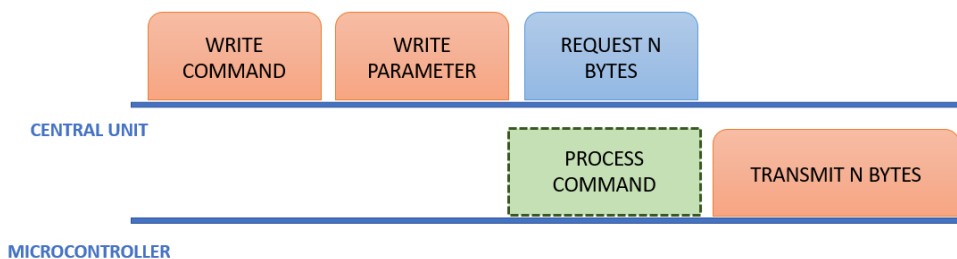 WRITE
COMMAND
WRITE
PARAMETER
REQUEST N
BYTES
CENTRAL UNIT
PROCESS
COMMAND
TRANSMIT N BYTES
MICROCONTROLLER